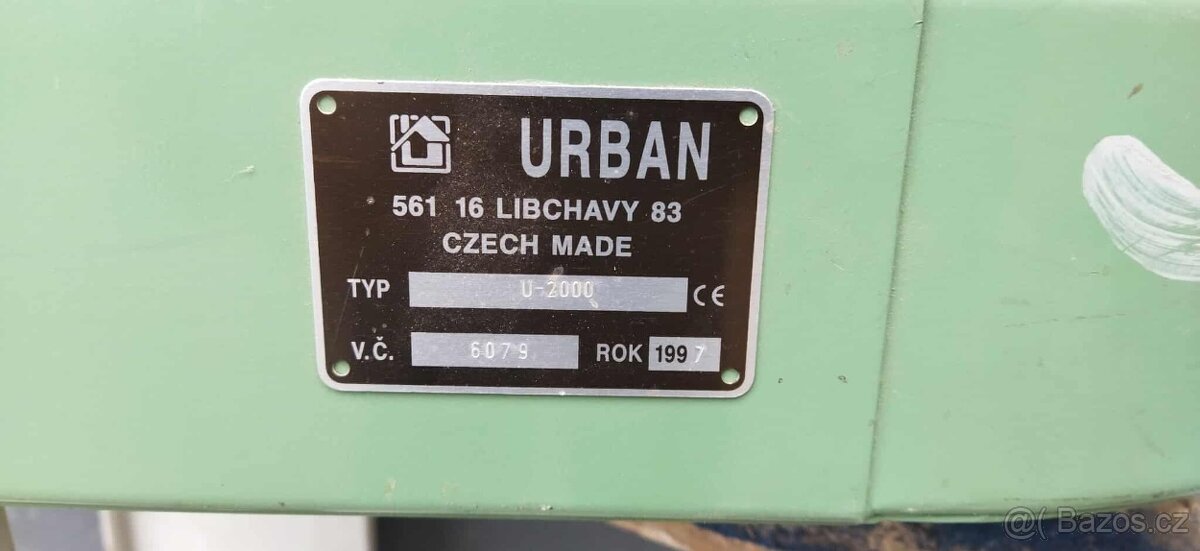 URBAN
561 16 LIBCHAVY 83
CZECH MADE
TYP U-2000 CE
V.Č. 6079 ROK 1997
@( Bazos.cz